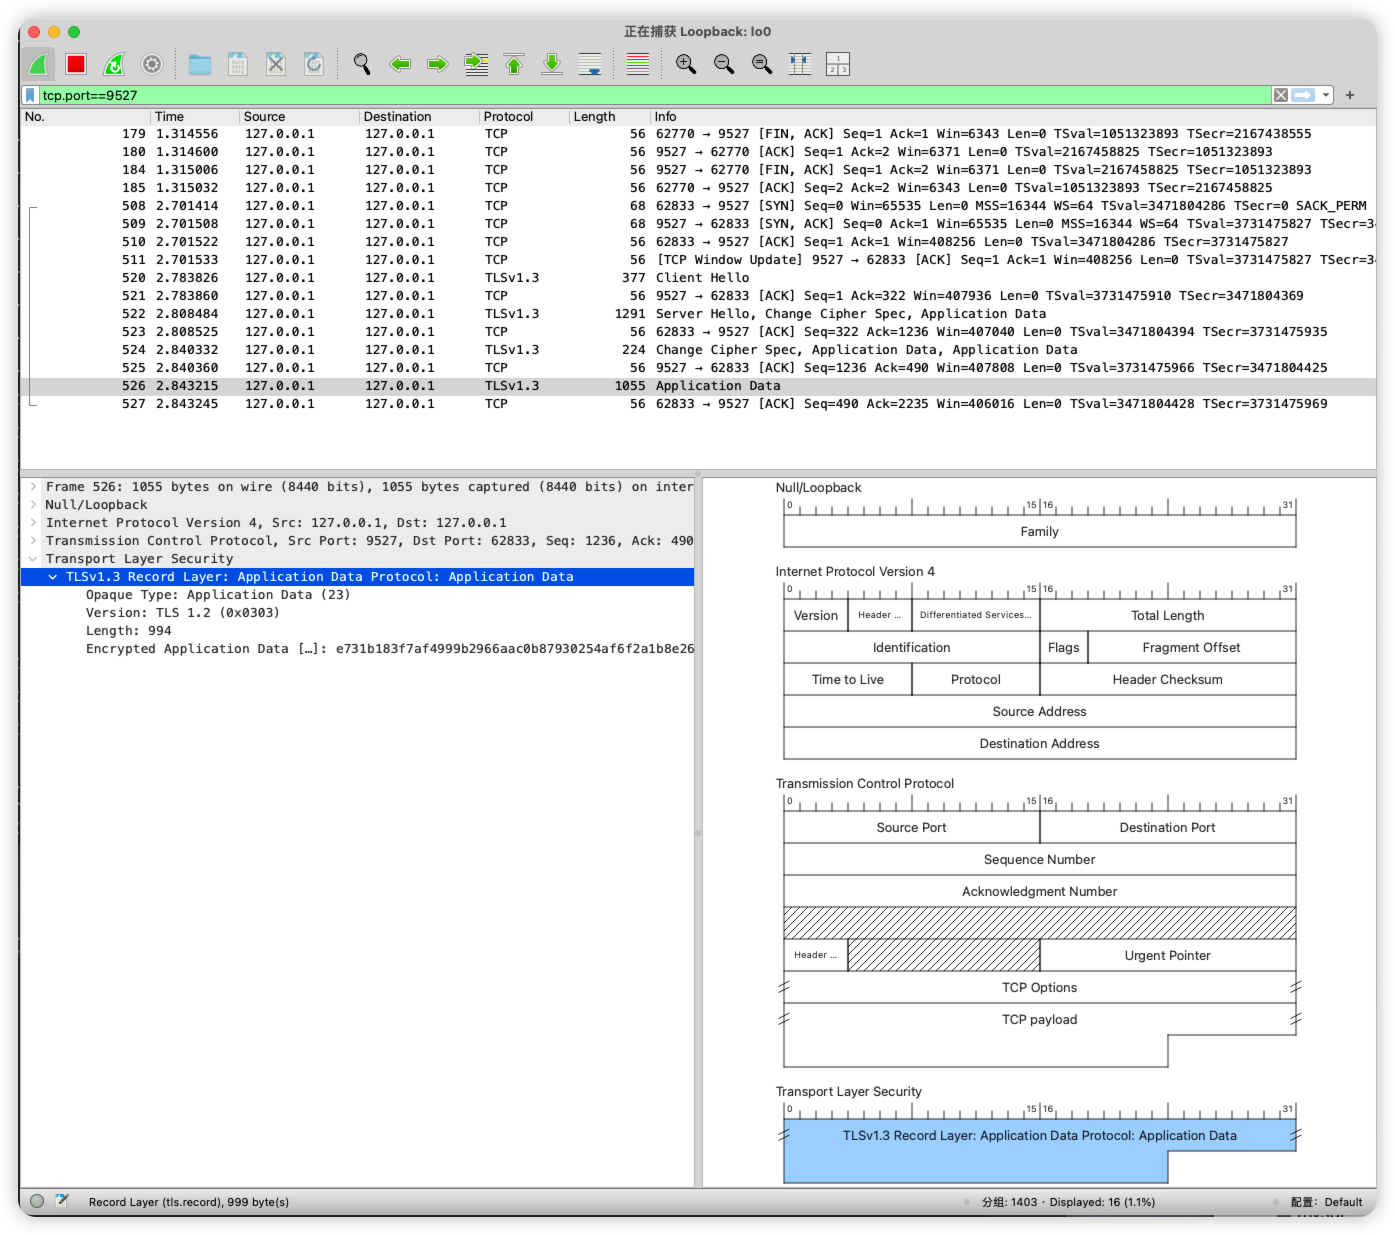 正在捕获 Loopback: lo0
tcp.port==9527
No. Time Source Destination Protocol Length Info
179 1.314556 127.0.0.1 127.0.0.1 TCP 56 62770 → 9527 [FIN, ACK] Seq=1 Ack=1 Win=6343 Len=0 TSval=1051323893 TSecr=2167438555
180 1.314600 127.0.0.1 127.0.0.1 TCP 56 9527 → 62770 [ACK] Seq=1 Ack=2 Win=6371 Len=0 TSval=2167458825 TSecr=1051323893
184 1.315006 127.0.0.1 127.0.0.1 TCP 56 9527 → 62770 [FIN, ACK] Seq=1 Ack=2 Win=6371 Len=0 TSval=2167458825 TSecr=1051323893
185 1.315032 127.0.0.1 127.0.0.1 TCP 56 62770 → 9527 [ACK] Seq=2 Ack=2 Win=6343 Len=0 TSval=1051323893 TSecr=2167458825
508 2.701414 127.0.0.1 127.0.0.1 TCP 68 62833 → 9527 [SYN] Seq=0 Win=65535 Len=0 MSS=16344 WS=64 TSval=3471804286 TSecr=0 SACK_PERM
509 2.701508 127.0.0.1 127.0.0.1 TCP 68 9527 → 62833 [SYN, ACK] Seq=0 Ack=1 Win=65535 Len=0 MSS=16344 WS=64 TSval=3731475827 TSecr=3
510 2.701522 127.0.0.1 127.0.0.1 TCP 56 62833 → 9527 [ACK] Seq=1 Ack=1 Win=408256 Len=0 TSval=3471804286 TSecr=3731475827
511 2.701533 127.0.0.1 127.0.0.1 TCP 56 [TCP Window Update] 9527 → 62833 [ACK] Seq=1 Ack=1 Win=408256 Len=0 TSval=3731475827 TSecr=3
520 2.783826 127.0.0.1 127.0.0.1 TLSv1.3 377 Client Hello
521 2.783860 127.0.0.1 127.0.0.1 TCP 56 9527 → 62833 [ACK] Seq=1 Ack=322 Win=407936 Len=0 TSval=3731475910 TSecr=3471804369
522 2.808484 127.0.0.1 127.0.0.1 TLSv1.3 1291 Server Hello, Change Cipher Spec, Application Data
523 2.808525 127.0.0.1 127.0.0.1 TCP 56 62833 → 9527 [ACK] Seq=322 Ack=1236 Win=407040 Len=0 TSval=3471804394 TSecr=3731475935
524 2.840332 127.0.0.1 127.0.0.1 TLSv1.3 224 Change Cipher Spec, Application Data, Application Data
525 2.840360 127.0.0.1 127.0.0.1 TCP 56 9527 → 62833 [ACK] Seq=1236 Ack=490 Win=407808 Len=0 TSval=3731475966 TSecr=3471804425
526 2.843215 127.0.0.1 127.0.0.1 TLSv1.3 1055 Application Data
527 2.843245 127.0.0.1 127.0.0.1 TCP 56 62833 → 9527 [ACK] Seq=490 Ack=2235 Win=406016 Len=0 TSval=3471804428 TSecr=3731475969
Frame 526: 1055 bytes on wire (8440 bits), 1055 bytes captured (8440 bits) on inter
Null/Loopback
Internet Protocol Version 4, Src: 127.0.0.1, Dst: 127.0.0.1
Transmission Control Protocol, Src Port: 9527, Dst Port: 62833, Seq: 1236, Ack: 490
Transport Layer Security
TLSv1.3 Record Layer: Application Data Protocol: Application Data
Opaque Type: Application Data (23)
Version: TLS 1.2 (0x0303)
Length: 994
Encrypted Application Data […]: e731b183f7af4999b2966aac0b87930254af6f2a1b8e26
Null/Loopback
0 15 16 31
Family
Internet Protocol Version 4
0 15 16 31
Version Header ... Differentiated Services... Total Length
Identification Flags Fragment Offset
Time to Live Protocol Header Checksum
Source Address
Destination Address
Transmission Control Protocol
0 15 16 31
Source Port Destination Port
Sequence Number
Acknowledgment Number
Header ... Urgent Pointer
TCP Options
TCP payload
Transport Layer Security
0 15 16 31
TLSv1.3 Record Layer: Application Data Protocol: Application Data
Record Layer (tls.record), 999 byte(s)
分组: 1403 · Displayed: 16 (1.1%)
配置: Default